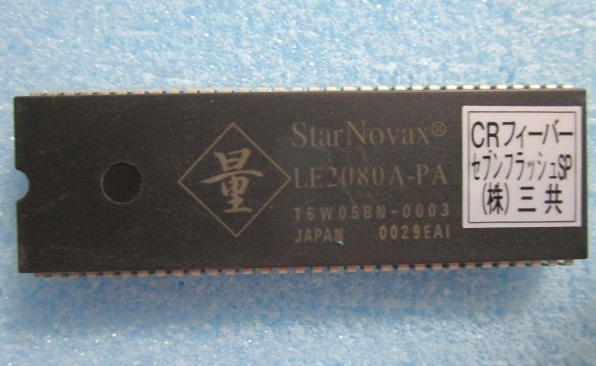 量
StarNovax®
LE2080A-PA
T6W05BN-0003
JAPAN 0029EAI
CRフィーバー
セブンフラッシュSP
(株)三共